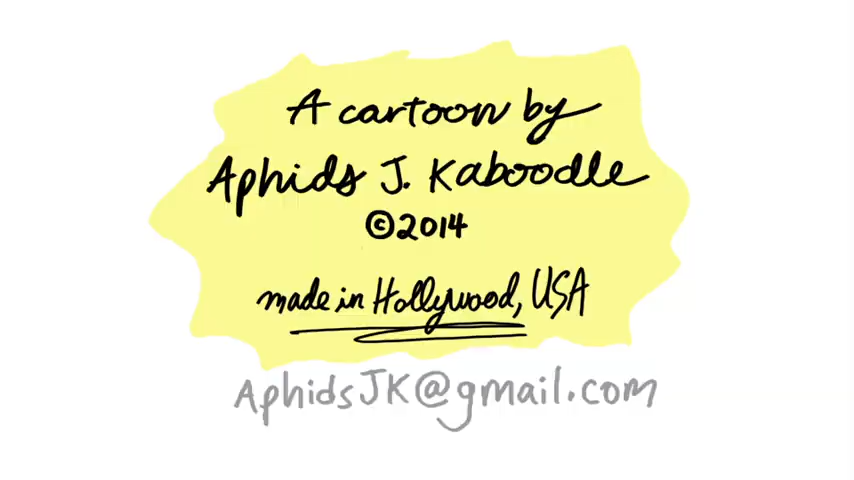 A cartoon by
Aphids J. Kaboodle
©2014
made in Hollywood, USA
AphidsJK@gmail.com